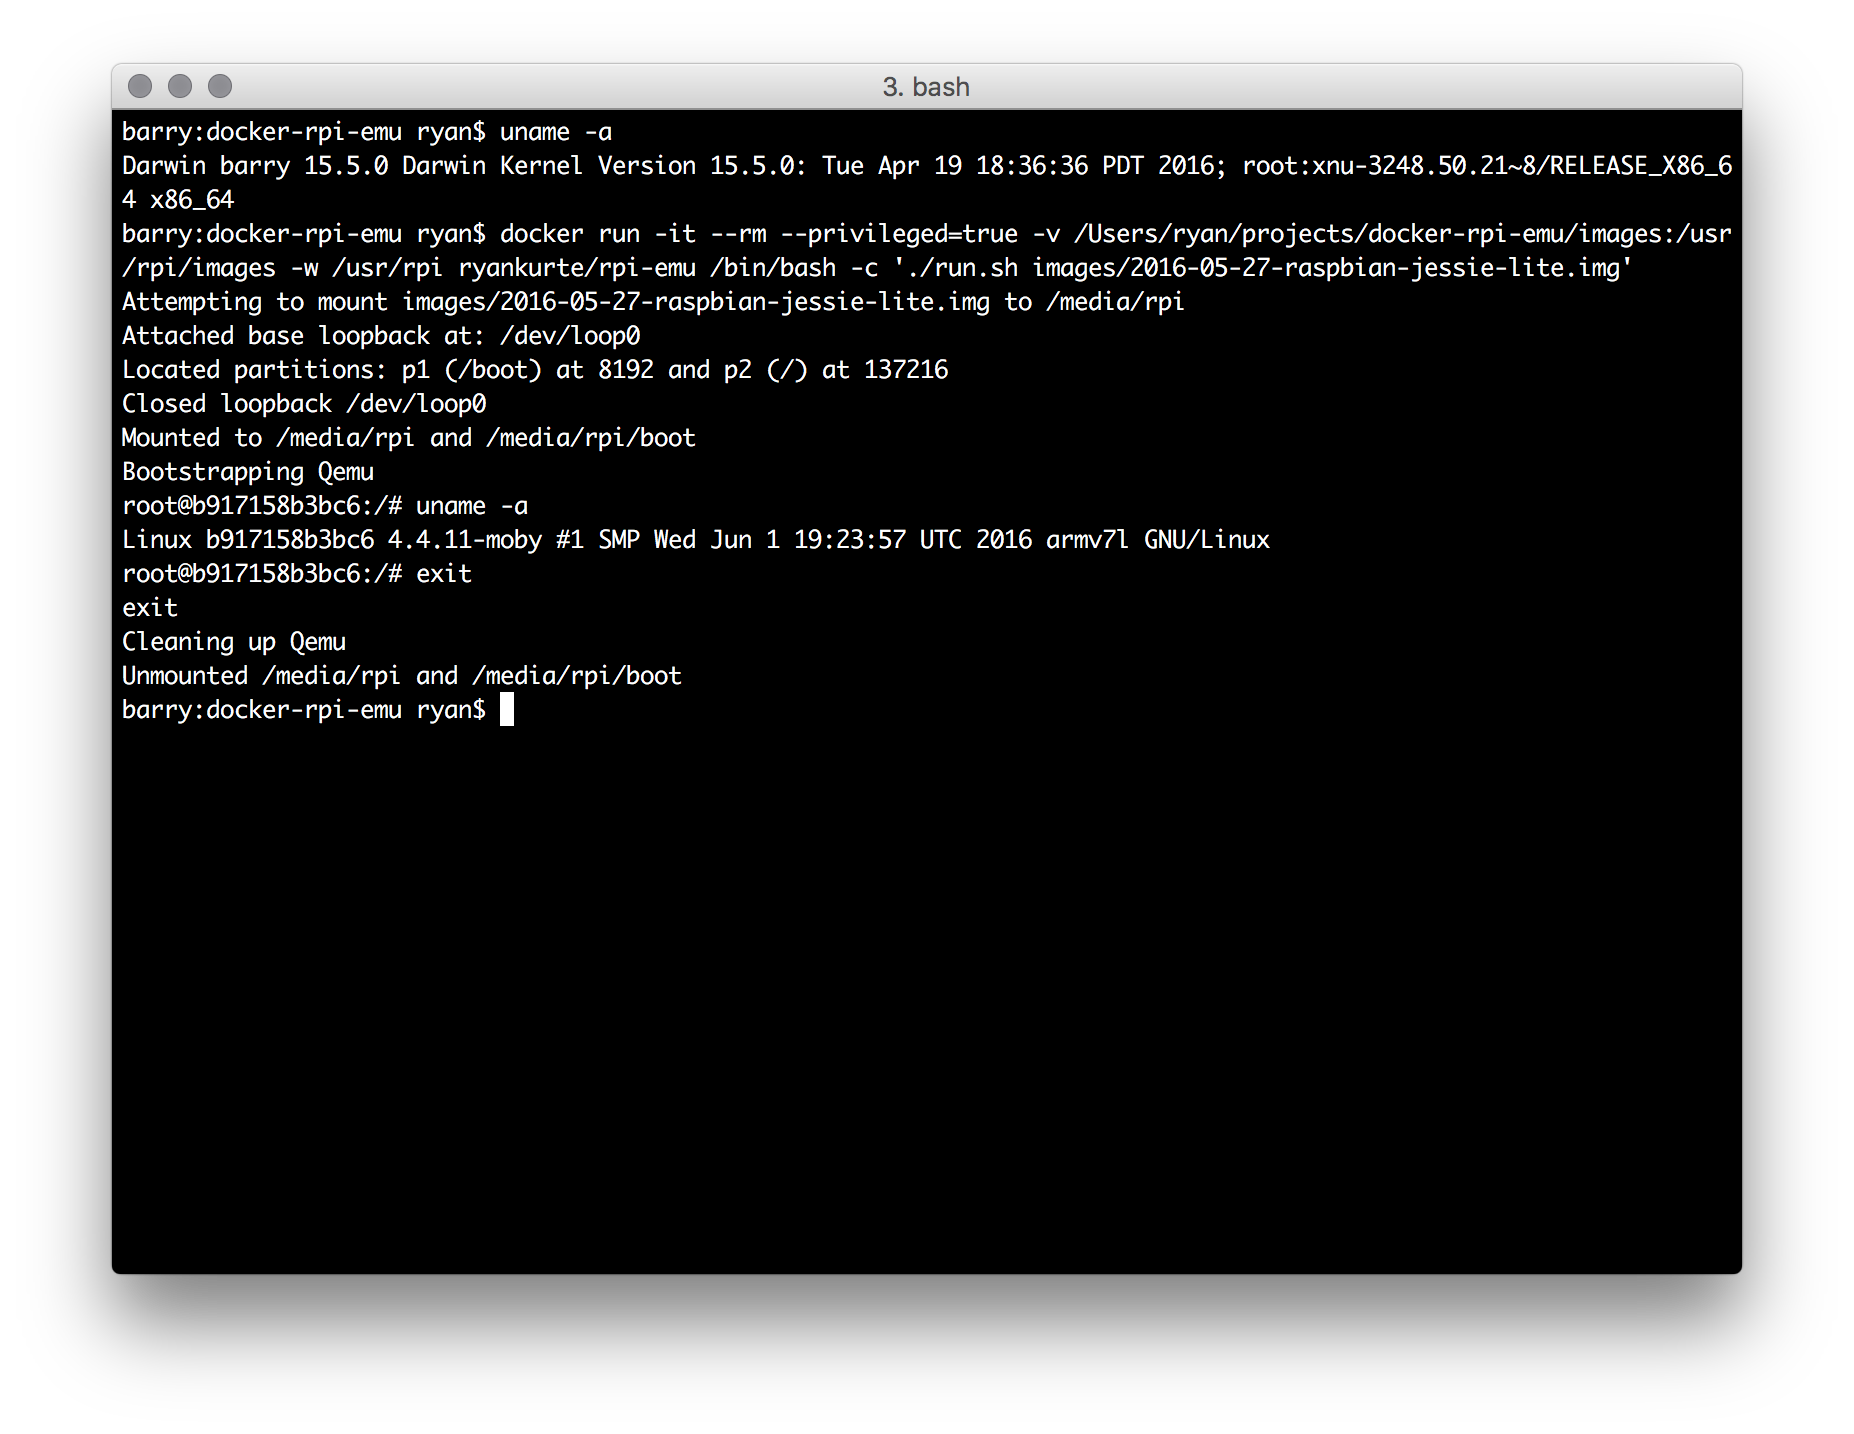 3. bash
barry:docker-rpi-emu ryan$ uname -a
Darwin barry 15.5.0 Darwin Kernel Version 15.5.0: Tue Apr 19 18:36:36 PDT 2016; root:xnu-3248.50.21~8/RELEASE_X86_6
4 x86_64
barry:docker-rpi-emu ryan$ docker run -it --rm --privileged=true -v /Users/ryan/projects/docker-rpi-emu/images:/usr
/rpi/images -w /usr/rpi ryankurte/rpi-emu /bin/bash -c './run.sh images/2016-05-27-raspbian-jessie-lite.img'
Attempting to mount images/2016-05-27-raspbian-jessie-lite.img to /media/rpi
Attached base loopback at: /dev/loop0
Located partitions: p1 (/boot) at 8192 and p2 (/) at 137216
Closed loopback /dev/loop0
Mounted to /media/rpi and /media/rpi/boot
Bootstrapping Qemu
root@b917158b3bc6:/# uname -a
Linux b917158b3bc6 4.4.11-moby #1 SMP Wed Jun 1 19:23:57 UTC 2016 armv7l GNU/Linux
root@b917158b3bc6:/# exit
exit
Cleaning up Qemu
Unmounted /media/rpi and /media/rpi/boot
barry:docker-rpi-emu ryan$